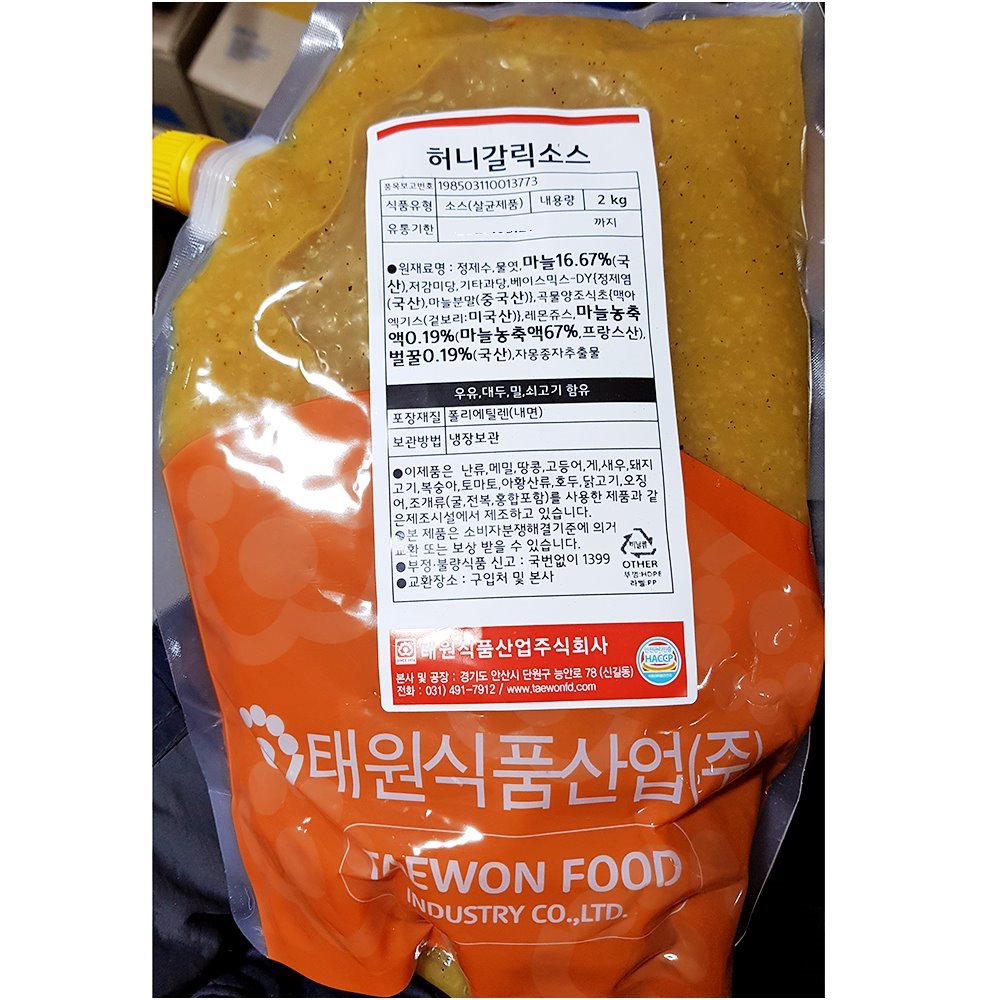 허니갈릭소스
품목보고번호 198503110013773
식품유형 소스(살균제품) 내용량 2 kg
유통기한 까지
●원재료명 : 정제수,물엿,마늘16.67%(국
산),저감미당,기타과당,베이스믹스-DY{정제염
(국산),마늘분말(중국산)},곡물양조식초{맥아
엑기스(겉보리:미국산)},레몬쥬스,마늘농축
액0.19%(마늘농축액67%,프랑스산),
벌꿀0.19%(국산),자몽종자추출물
우유,대두,밀,쇠고기 함유
포장재질 폴리에틸렌(내면)
보관방법 냉장보관
●이제품은 난류,메밀,땅콩,고등어,게,새우,돼지
고기,복숭아,토마토,아황산류,호두,닭고기,오징
어,조개류(굴,전복,홍합포함)를 사용한 제품과 같
은제조시설에서 제조하고 있습니다.
●본 제품은 소비자분쟁해결기준에 의거
교환 또는 보상 받을 수 있습니다.
●부정·불량식품 신고 : 국번없이 1399
●교환장소 : 구입처 및 본사
비닐류
OTHER
뚜껑:HDPE
라벨:PP
태원식품산업주식회사
HACCP
본사 및 공장 : 경기도 안산시 단원구 능안로 78 (신길동)
전화 : 031) 491-7912 / www.taewonfd.com
태원식품산업(주)
TAEWON FOOD
INDUSTRY CO.,LTD.